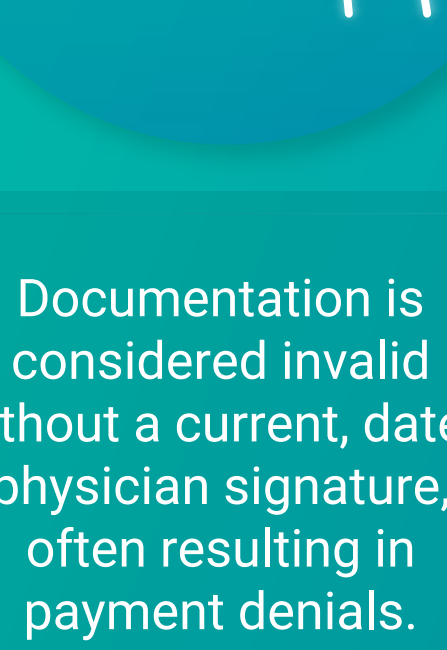 Documentation is
considered invalid
thout a current, date
physician signature,
often resulting in
payment denials.